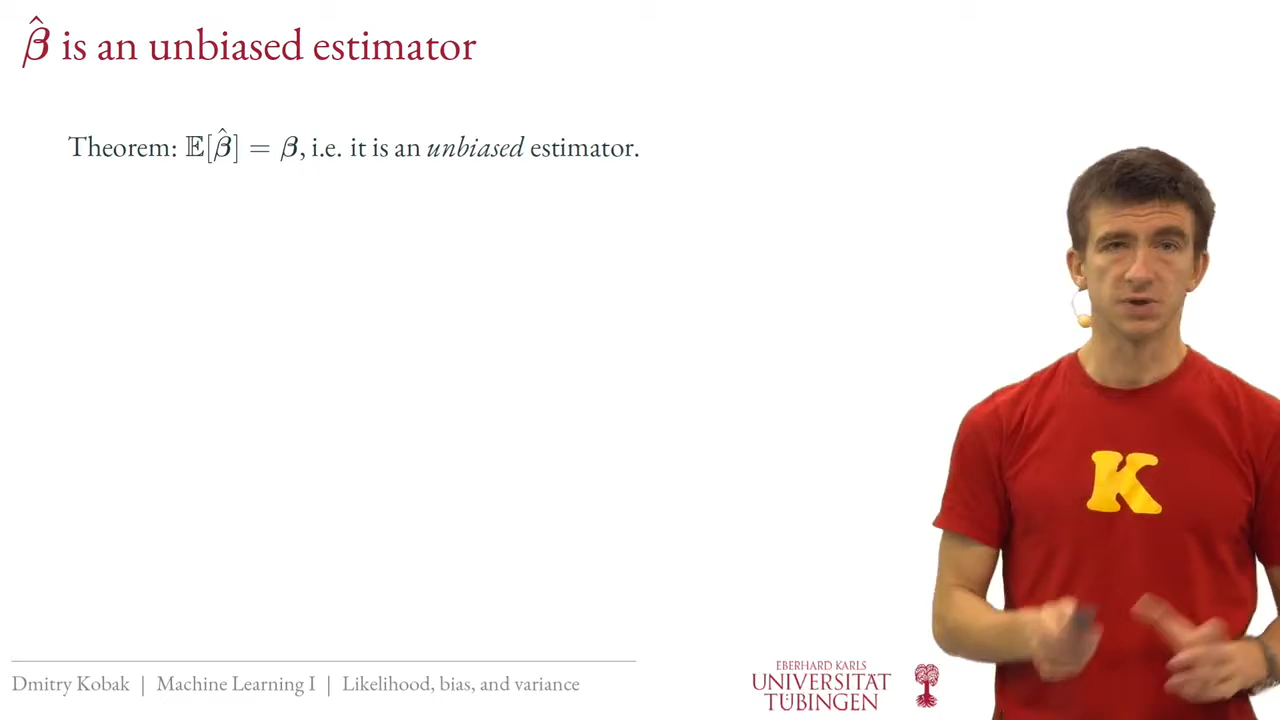 β̂ is an unbiased estimator
Theorem: 𝔼[β̂] = β, i.e. it is an unbiased estimator.
K
Dmitry Kobak | Machine Learning I | Likelihood, bias, and variance
EBERHARD KARLS
UNIVERSITÄT
TÜBINGEN